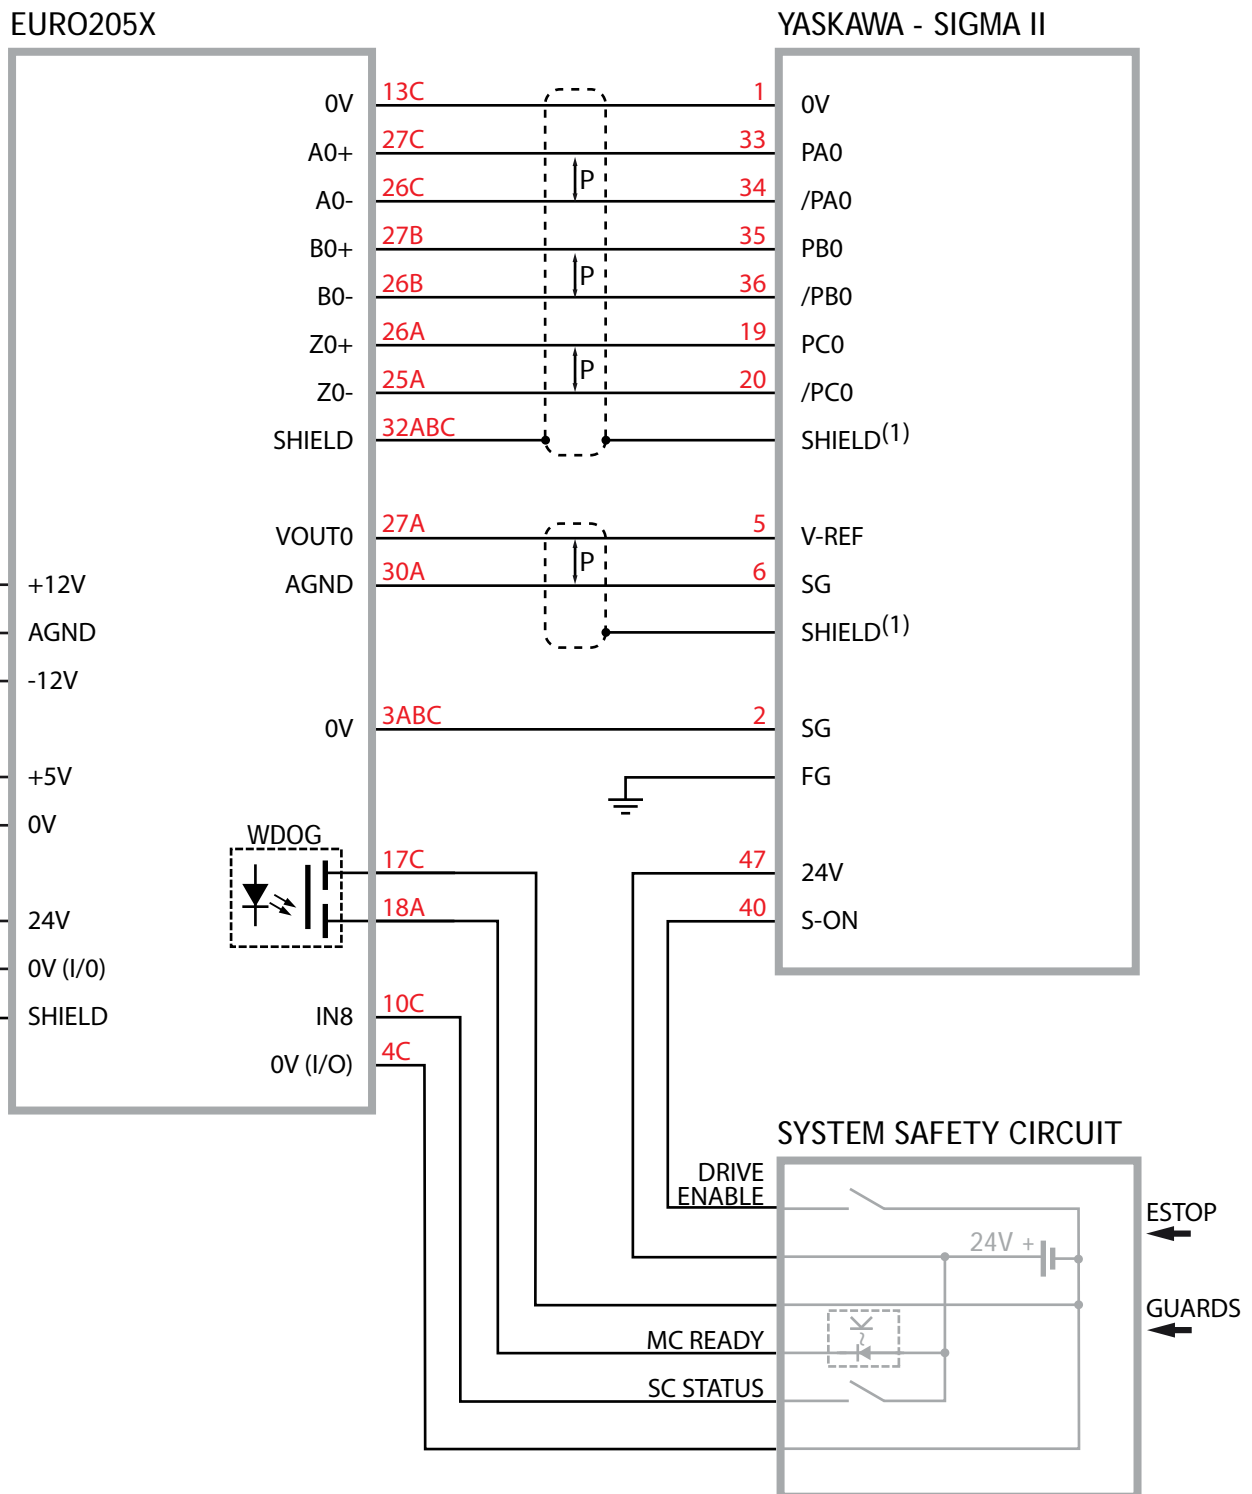 EURO205X YASKAWA - SIGMA II
0V 13C 1 0V
A0+ 27C 33 PA0
P
A0- 26C 34 /PA0
B0+ 27B 35 PB0
P
B0- 26B 36 /PB0
Z0+ 26A 19 PC0
P
Z0- 25A 20 /PC0
SHIELD 32ABC SHIELD(1)
VOUT0 27A 5 V-REF
P
+12V AGND 30A 6 SG
AGND SHIELD(1)
-12V
0V 3ABC 2 SG
+5V FG
0V
WDOG
17C 47 24V
24V 18A 40 S-ON
0V (I/0)
SHIELD IN8 10C
0V (I/O) 4C
SYSTEM SAFETY CIRCUIT
DRIVE
ENABLE
ESTOP
24V +
GUARDS
MC READY
SC STATUS